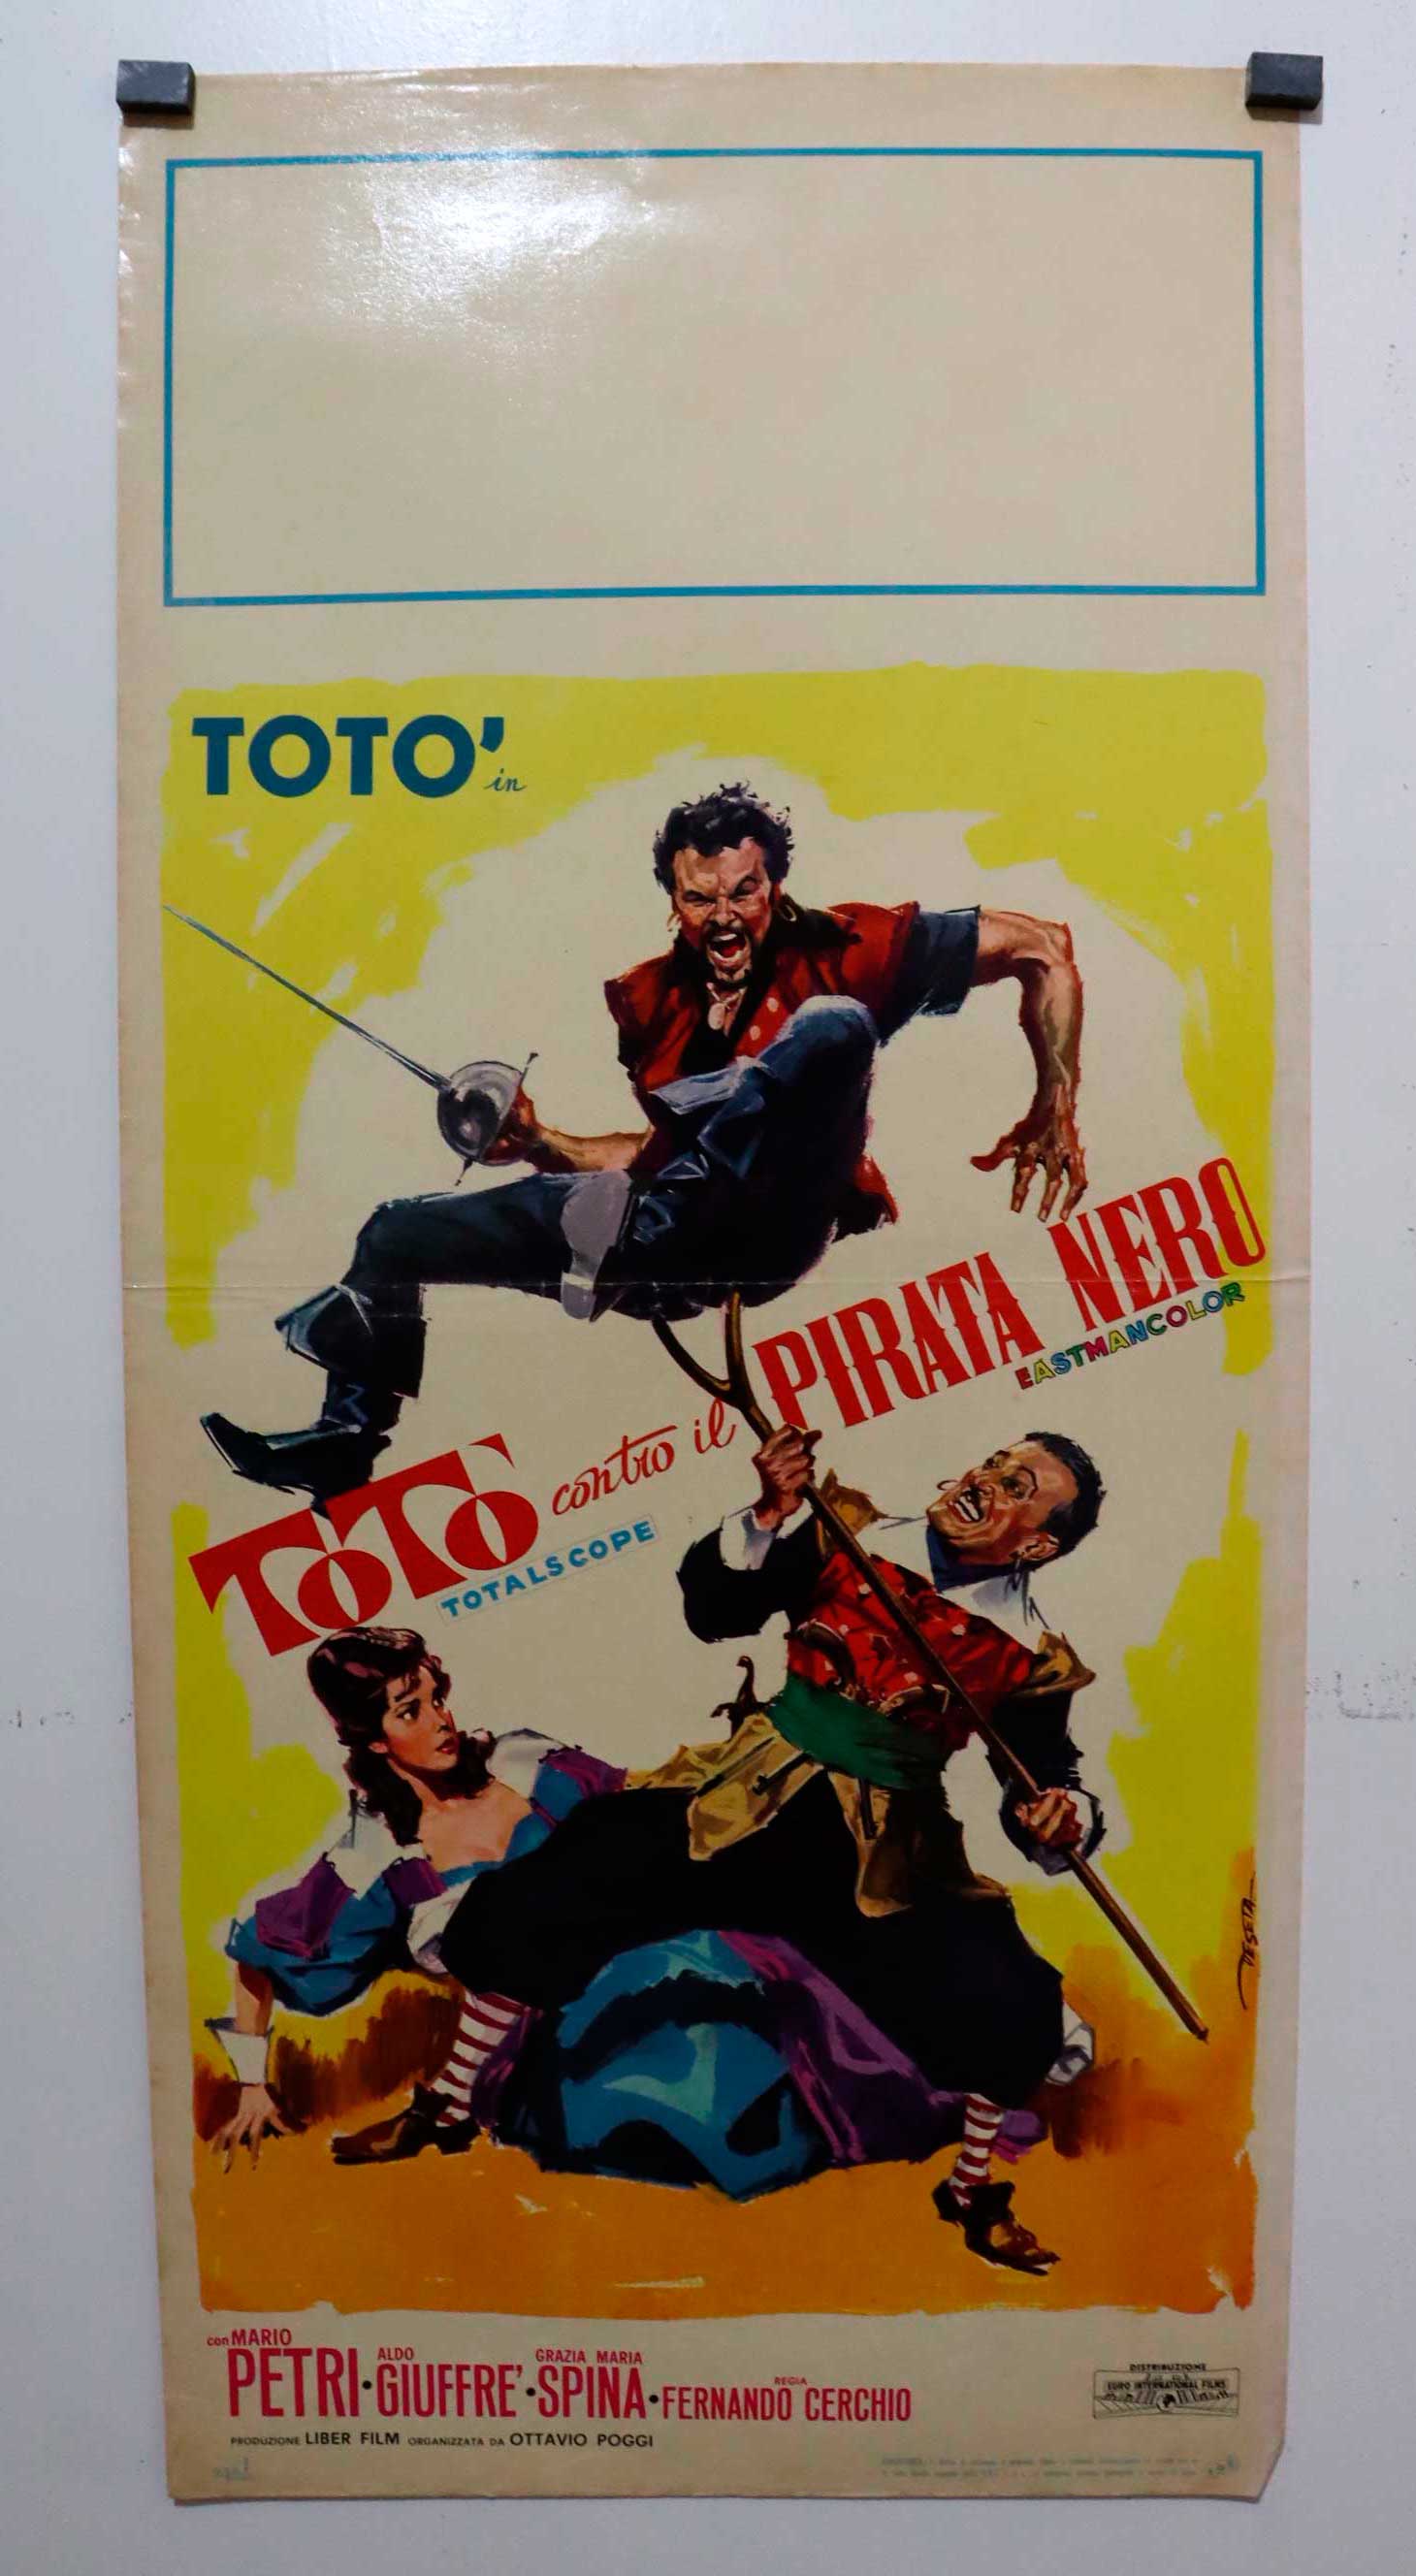 TOTO'
in
PIRATA NERO
EASTMANCOLOR
TOTÒ contro il
TOTALSCOPE
DESETA
con MARIO PETRI • ALDO GIUFFRE' • GRAZIA MARIA SPINA • REGIA FERNANDO CERCHIO
PRODUZIONE LIBER FILM ORGANIZZATA DA OTTAVIO POGGI
DISTRIBUZIONE
EURO INTERNATIONAL FILMS